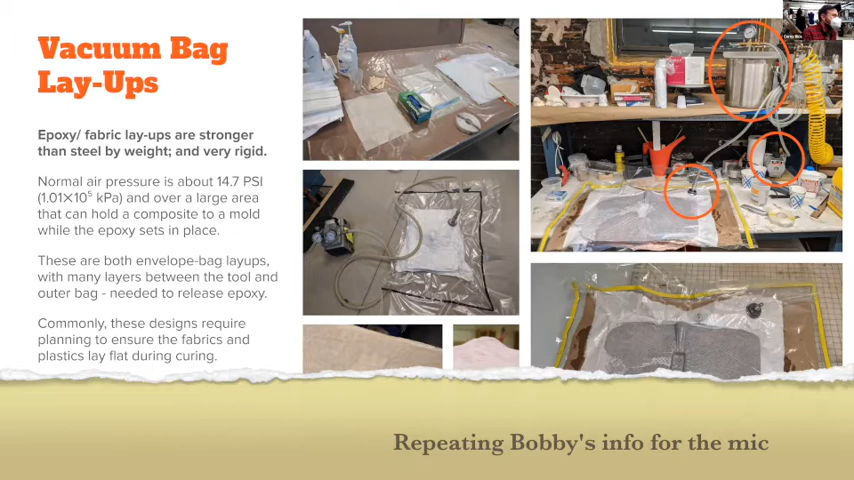 Vacuum Bag
Lay-Ups
Epoxy/ fabric lay-ups are stronger
than steel by weight; and very rigid.
Normal air pressure is about 14.7 PSI
(1.01×10⁵ kPa) and over a large area
that can hold a composite to a mold
while the epoxy sets in place.
These are both envelope-bag layups,
with many layers between the tool and
outer bag - needed to release epoxy.
Commonly, these designs require
planning to ensure the fabrics and
plastics lay flat during curing.
Repeating Bobby's info for the mic